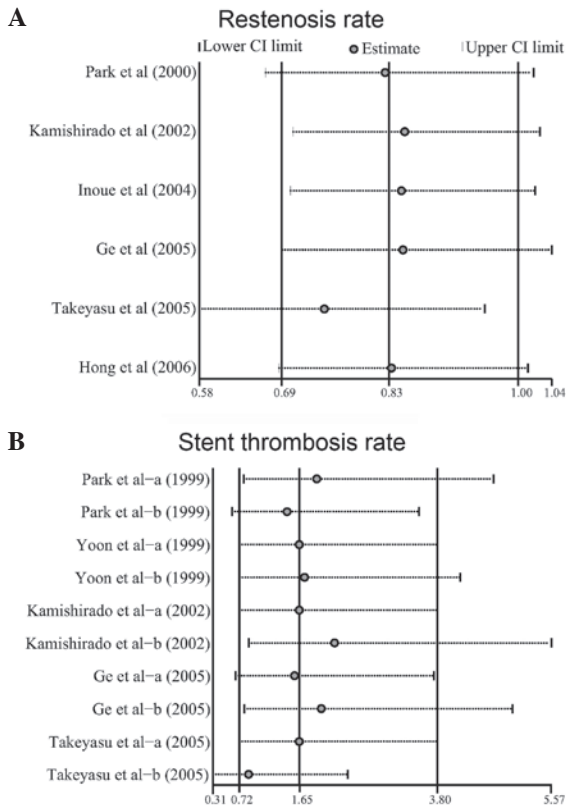 A
Restenosis rate
Lower CI limit Estimate Upper CI limit
Park et al (2000)
Kamishirado et al (2002)
Inoue et al (2004)
Ge et al (2005)
Takeyasu et al (2005)
Hong et al (2006)
0.58 0.69 0.83 1.00 1.04
B
Stent thrombosis rate
Park et al−a (1999)
Park et al−b (1999)
Yoon et al−a (1999)
Yoon et al−b (1999)
Kamishirado et al−a (2002)
Kamishirado et al−b (2002)
Ge et al−a (2005)
Ge et al−b (2005)
Takeyasu et al−a (2005)
Takeyasu et al−b (2005)
0.31 0.72 1.65 3.80 5.57